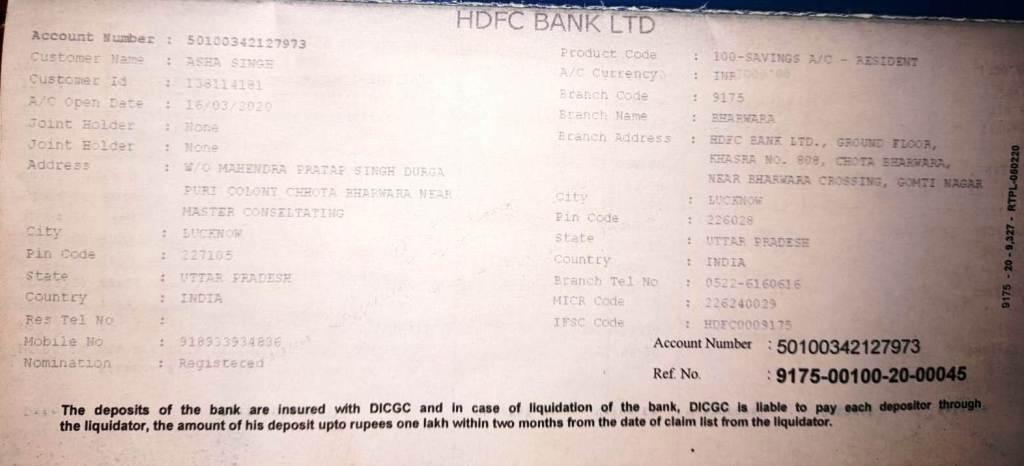 HDFC BANK LTD
Account Number : 50100342127973
Customer Name : ASHA SINGH
Customer Id : 138114181
A/C Open Date : 16/03/2020
Joint Holder : None
Joint Holder : None
Address : W/O MAHENDRA PRATAP SINGH DURGA
PURI COLONY CHHOTA BHARWARA NEAR
MASTER
City : LUCKNOW
Pin Code : 227105
State : UTTAR PRADESH
Country : INDIA
Res Tel No :
Mobile No :
Nomination : Registered
Product Code : 100-SAVINGS A/C - RESIDENT
A/C Currency : INR
Branch Code : 9175
Branch Name : BHARWARA
Branch Address : HDFC BANK LTD., GROUND FLOOR,
KHASRA NO. 808, CHOTA BHARWARA,
NEAR BHARWARA CROSSING, GOMTI NAGAR
City : LUCKNOW
Pin Code : 226028
State : UTTAR PRADESH
Country : INDIA
Branch Tel No : 0522-6160616
MICR Code : 226240029
IFSC Code : HDFC0009175
Account Number : 50100342127973
Ref. No. : 9175-00100-20-00045
The deposits of the bank are insured with DICGC and in case of liquidation of the bank, DICGC is liable to pay each depositor through
the liquidator, the amount of his deposit upto rupees one lakh within two months from the date of claim list from the liquidator.
9175 - 20 - 9,327 - RTPL-060220